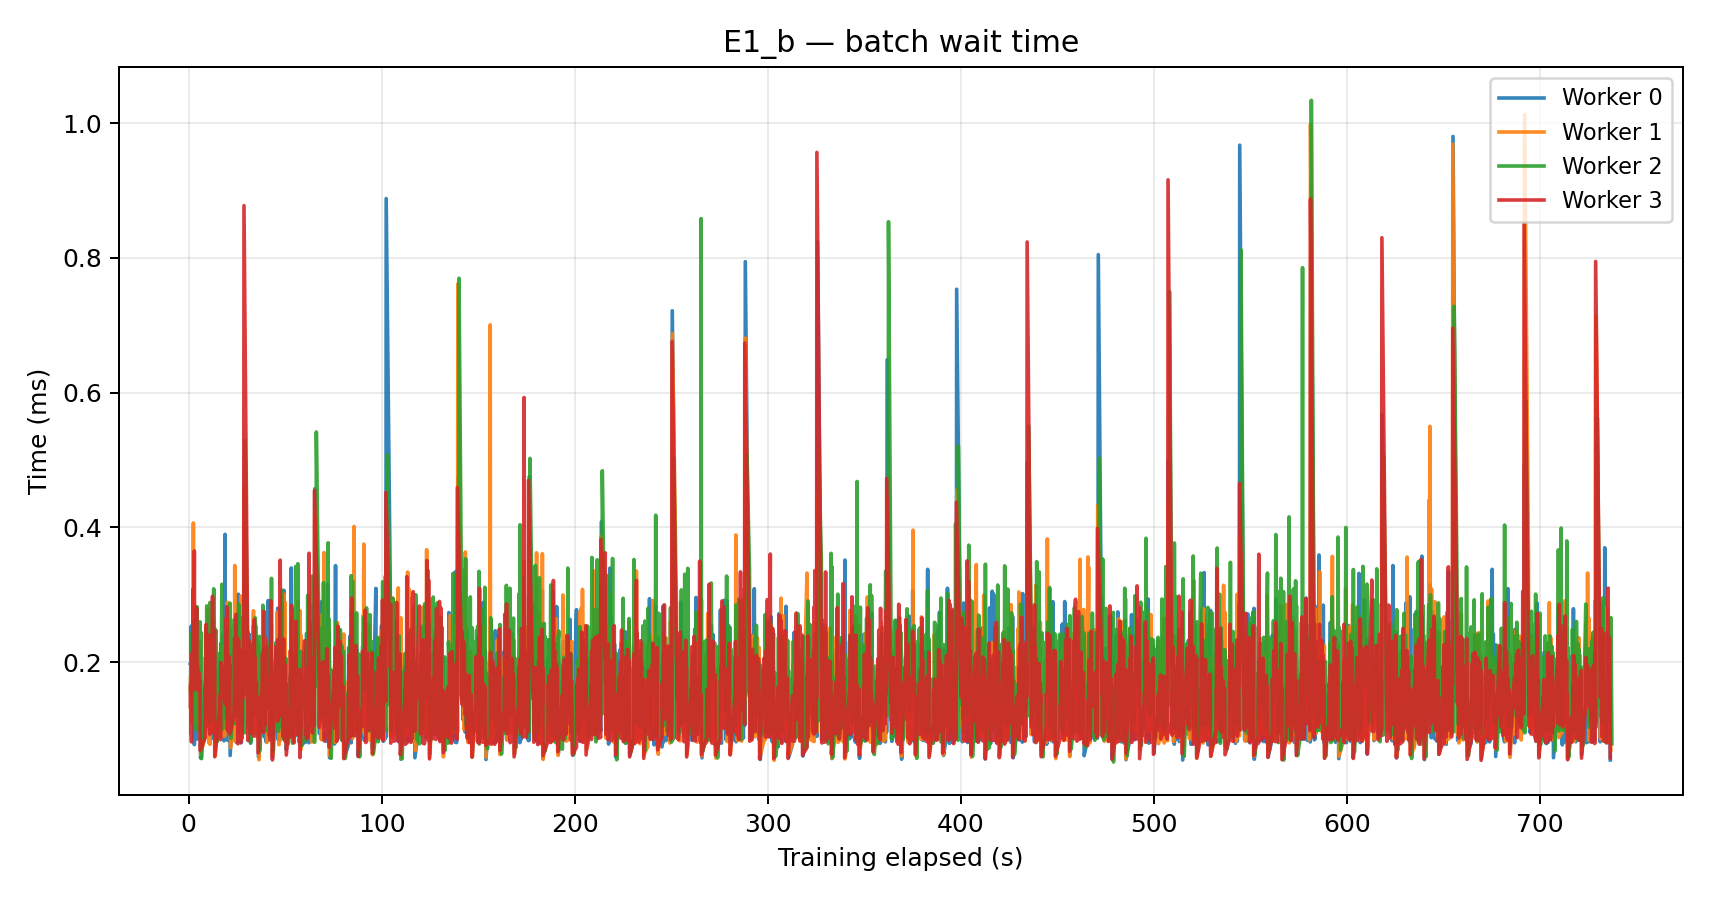 E1_b — batch wait time
Time (ms)
1.0
0.8
0.6
0.4
0.2
Worker 0
Worker 1
Worker 2
Worker 3
0 100 200 300 400 500 600 700
Training elapsed (s)